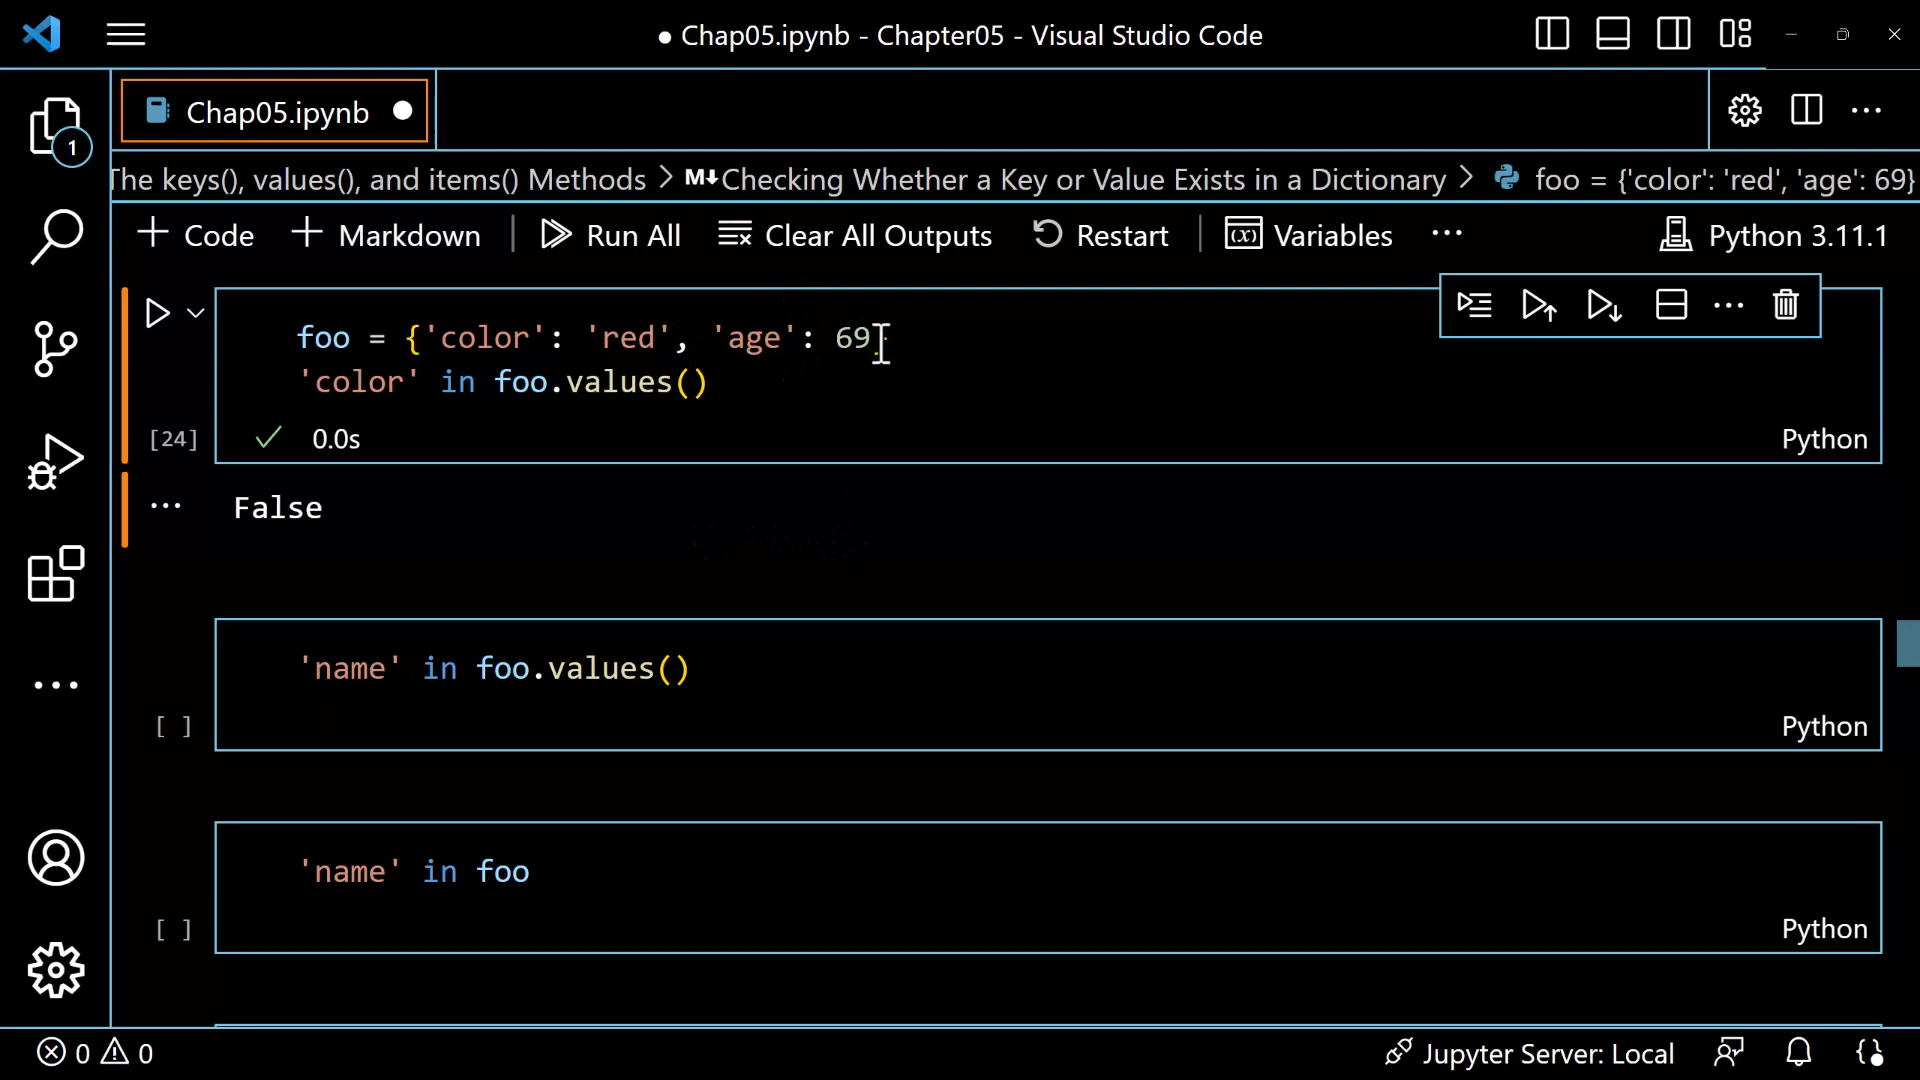 ● Chap05.ipynb - Chapter05 - Visual Studio Code
Chap05.ipynb ●
1
The keys(), values(), and items() Methods > M↓ Checking Whether a Key or Value Exists in a Dictionary > foo = {'color': 'red', 'age': 69}
+ Code + Markdown | Run All Clear All Outputs Restart | Variables ... Python 3.11.1
foo = {'color': 'red', 'age': 69
'color' in foo.values()
[24] ✓ 0.0s Python
... False
'name' in foo.values()
[ ] Python
'name' in foo
[ ] Python
0 0 Jupyter Server: Local